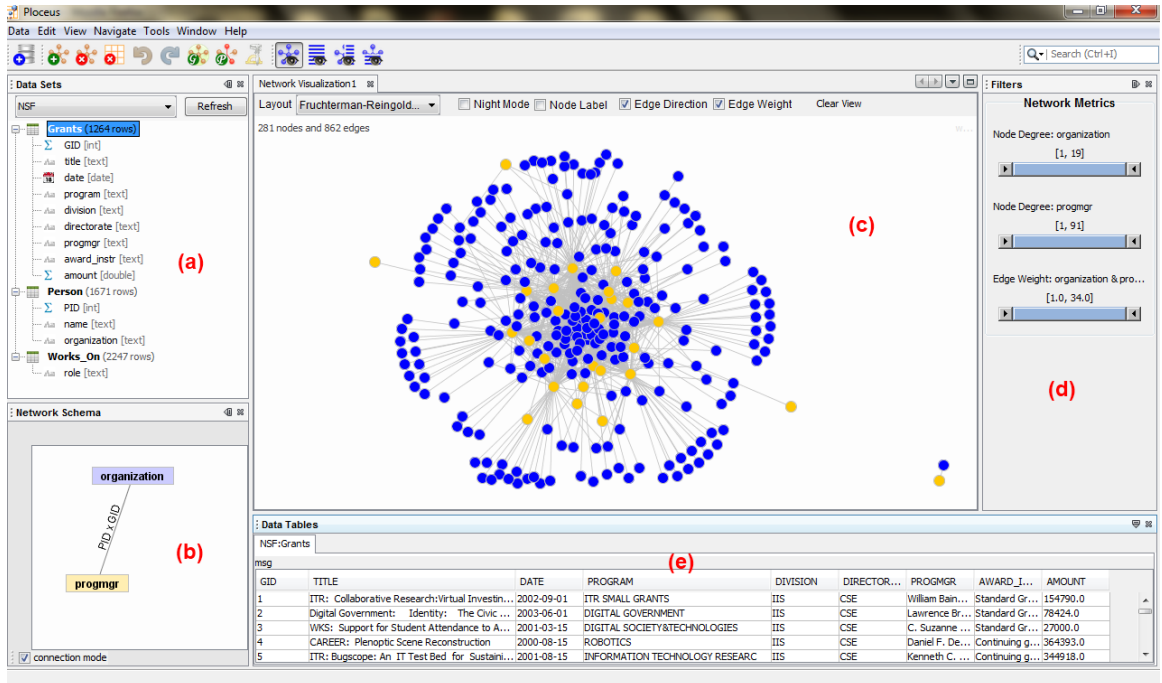 Ploceus
Data Edit View Navigate Tools Window Help
Search (Ctrl+I)
Data Sets
NSF
Refresh
Grants (1264 rows)
GID [int]
title [text]
date [date]
program [text]
division [text]
directorate [text]
progmgr [text]
award_instr [text]
amount [double]
(a)
Person (1671 rows)
PID [int]
name [text]
organization [text]
Works_On (2247 rows)
role [text]
Network Schema
organization
PID x GID
(b)
progmgr
connection mode
Network Visualization1
Layout Fruchterman-Reingold... Night Mode Node Label Edge Direction Edge Weight Clear View
281 nodes and 862 edges
w...
(c)
Filters
Network Metrics
Node Degree: organization
[1, 19]
Node Degree: progmgr
[1, 91]
Edge Weight: organization & pro...
[1.0, 34.0]
(d)
Data Tables
NSF:Grants
(e)
msg
GID TITLE DATE PROGRAM DIVISION DIRECTOR... PROGMGR AWARD_I... AMOUNT
1 ITR: Collaborative Research:Virtual Investin... 2002-09-01 ITR SMALL GRANTS IIS CSE William Bain... Standard Gr... 154790.0
2 Digital Government: Identity: The Civic ... 2003-06-01 DIGITAL GOVERNMENT IIS CSE Lawrence Br... Standard Gr... 78424.0
3 WKS: Support for Student Attendance to A... 2001-03-15 DIGITAL SOCIETY&TECHNOLOGIES IIS CSE C. Suzanne ... Standard Gr... 27000.0
4 CAREER: Plenoptic Scene Reconstruction 2000-08-15 ROBOTICS IIS CSE Daniel F. De... Continuing g... 364393.0
5 ITR: Bugscope: An IT Test Bed for Sustaini... 2001-08-15 INFORMATION TECHNOLOGY RESEARC IIS CSE Kenneth C. ... Continuing g... 344918.0